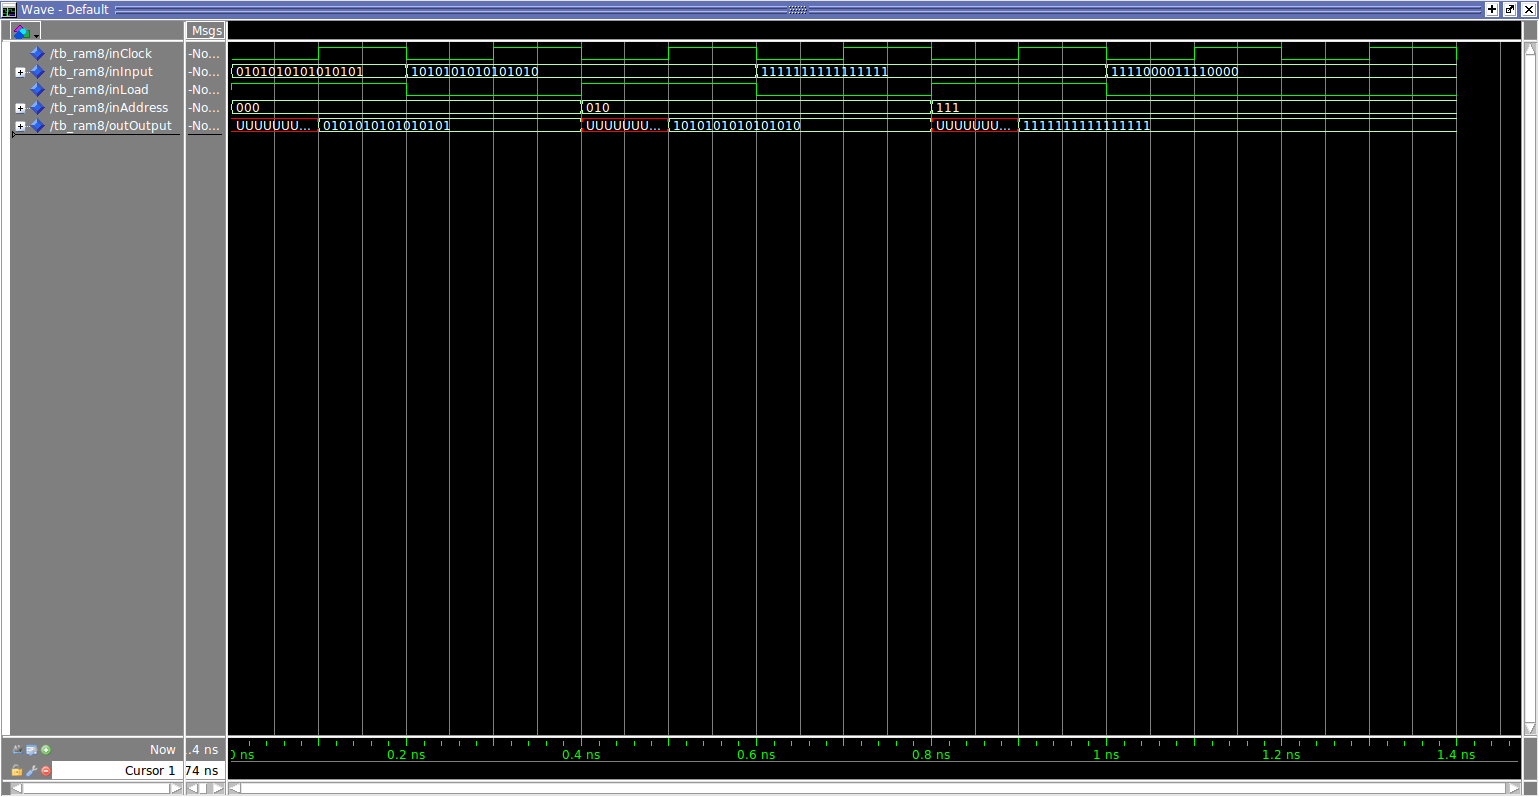 Wave - Default
Msgs
/tb_ram8/inClock -No...
/tb_ram8/inInput -No... 0101010101010101 1010101010101010 1111111111111111 1111000011110000
/tb_ram8/inLoad -No...
/tb_ram8/inAddress -No... 000 010 111
/tb_ram8/outOutput -No... UUUUUUU... 0101010101010101 UUUUUUU... 1010101010101010 UUUUUUU... 1111111111111111
Now .4 ns 0 ns 0.2 ns 0.4 ns 0.6 ns 0.8 ns 1 ns 1.2 ns 1.4 ns
Cursor 1 74 ns